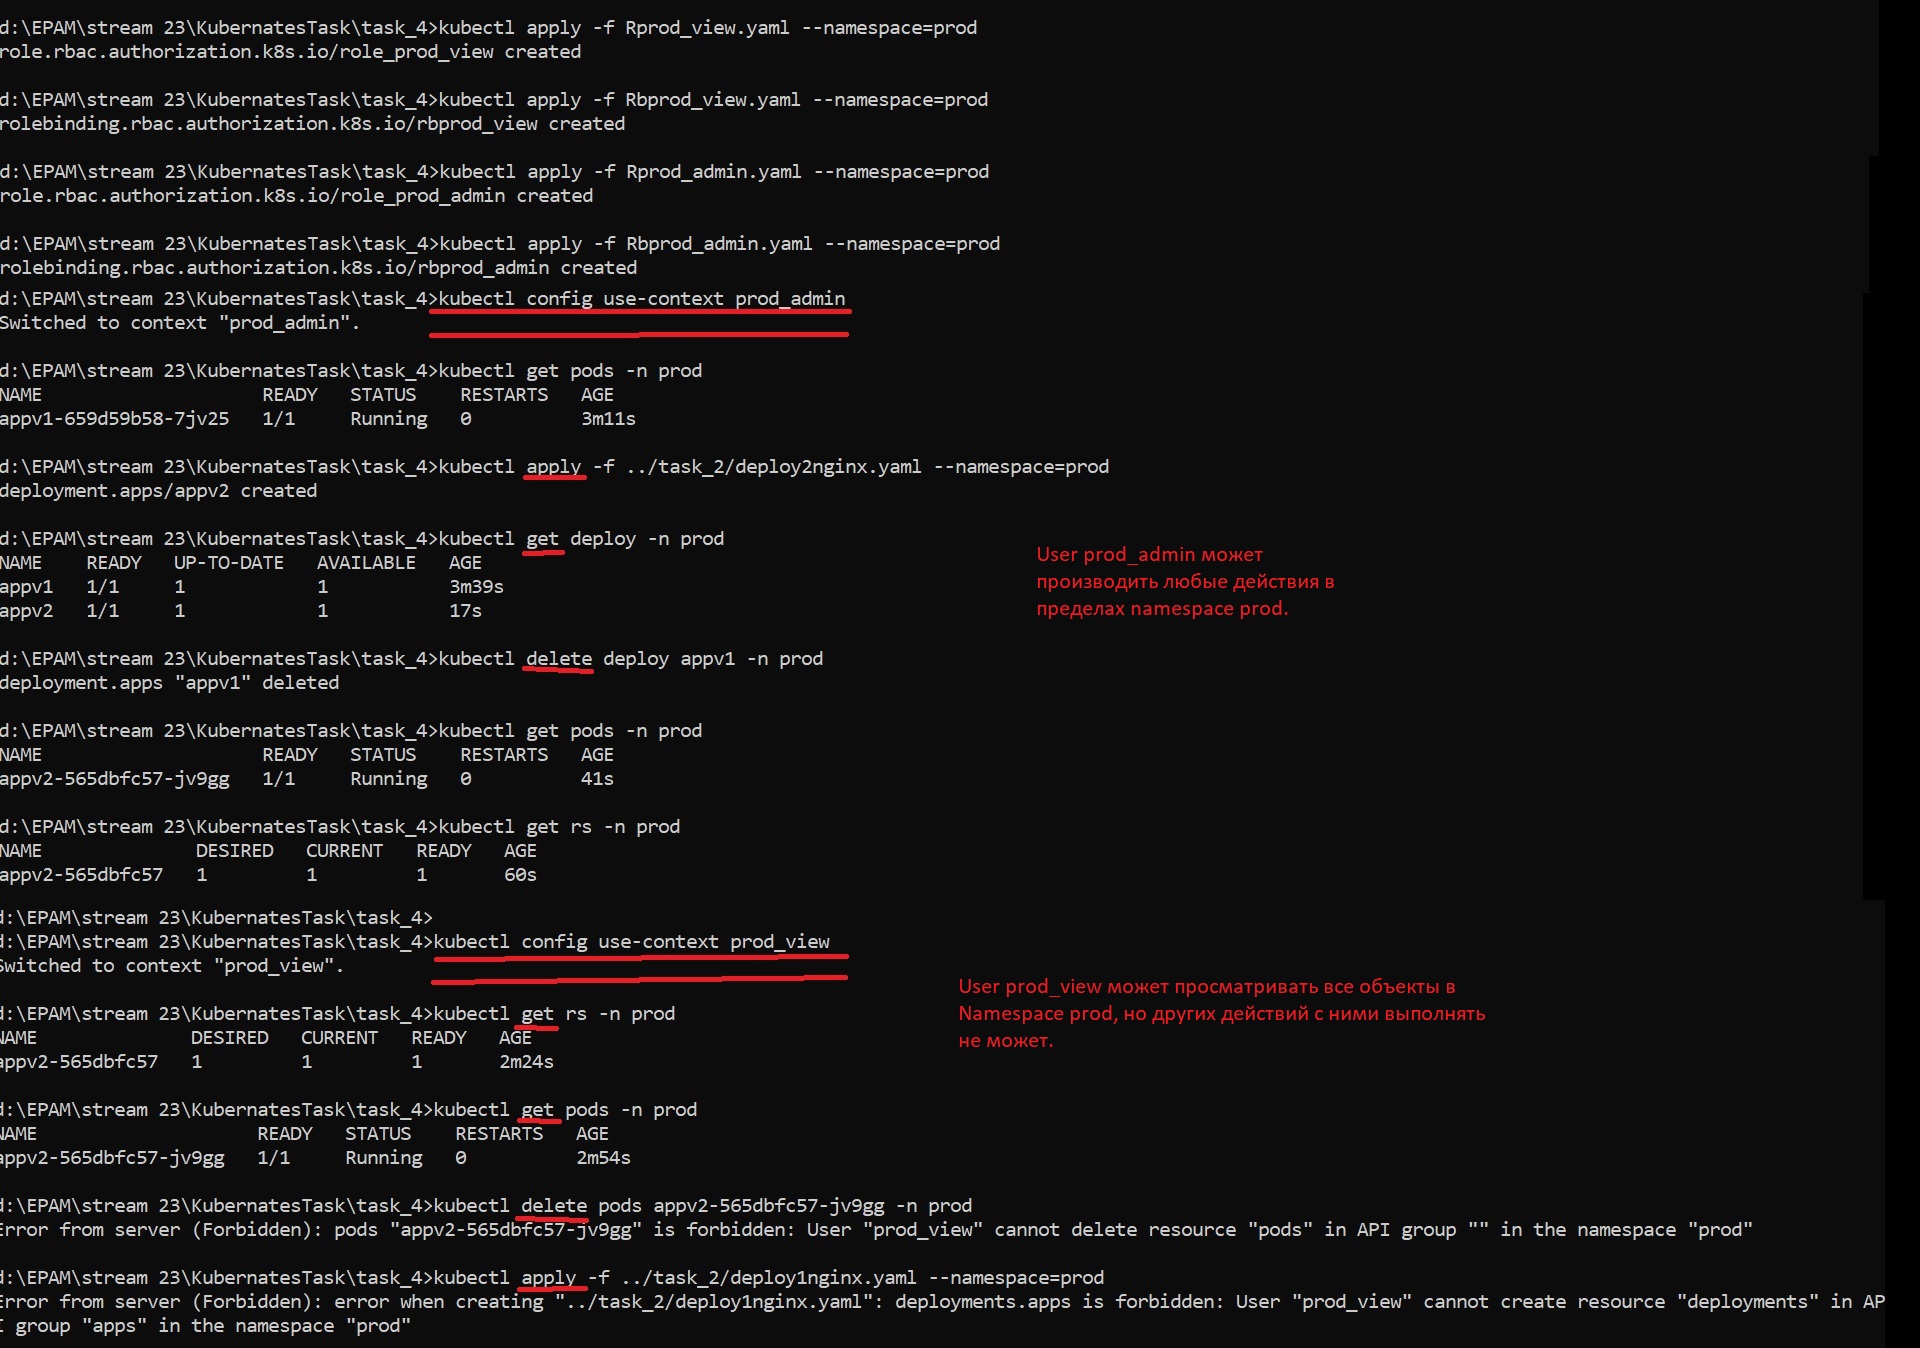 d:\EPAM\stream 23\KubernatesTask\task_4>kubectl apply -f Rprod_view.yaml --namespace=prod
role.rbac.authorization.k8s.io/role_prod_view created
d:\EPAM\stream 23\KubernatesTask\task_4>kubectl apply -f Rbprod_view.yaml --namespace=prod
rolebinding.rbac.authorization.k8s.io/rbprod_view created
d:\EPAM\stream 23\KubernatesTask\task_4>kubectl apply -f Rprod_admin.yaml --namespace=prod
role.rbac.authorization.k8s.io/role_prod_admin created
d:\EPAM\stream 23\KubernatesTask\task_4>kubectl apply -f Rbprod_admin.yaml --namespace=prod
rolebinding.rbac.authorization.k8s.io/rbprod_admin created
d:\EPAM\stream 23\KubernatesTask\task_4>kubectl config use-context prod_admin
Switched to context "prod_admin".
d:\EPAM\stream 23\KubernatesTask\task_4>kubectl get pods -n prod
NAME READY STATUS RESTARTS AGE
appv1-659d59b58-7jv25 1/1 Running 0 3m11s
d:\EPAM\stream 23\KubernatesTask\task_4>kubectl apply -f ../task_2/deploy2nginx.yaml --namespace=prod
deployment.apps/appv2 created
d:\EPAM\stream 23\KubernatesTask\task_4>kubectl get deploy -n prod
NAME READY UP-TO-DATE AVAILABLE AGE
appv1 1/1 1 1 3m39s
appv2 1/1 1 1 17s
User prod_admin может
производить любые действия в
пределах namespace prod.
d:\EPAM\stream 23\KubernatesTask\task_4>kubectl delete deploy appv1 -n prod
deployment.apps "appv1" deleted
d:\EPAM\stream 23\KubernatesTask\task_4>kubectl get pods -n prod
NAME READY STATUS RESTARTS AGE
appv2-565dbfc57-jv9gg 1/1 Running 0 41s
d:\EPAM\stream 23\KubernatesTask\task_4>kubectl get rs -n prod
NAME DESIRED CURRENT READY AGE
appv2-565dbfc57 1 1 1 60s
d:\EPAM\stream 23\KubernatesTask\task_4>
d:\EPAM\stream 23\KubernatesTask\task_4>kubectl config use-context prod_view
Switched to context "prod_view".
User prod_view может просматривать все объекты в
Namespace prod, но других действий с ними выполнять
не может.
d:\EPAM\stream 23\KubernatesTask\task_4>kubectl get rs -n prod
NAME DESIRED CURRENT READY AGE
appv2-565dbfc57 1 1 1 2m24s
d:\EPAM\stream 23\KubernatesTask\task_4>kubectl get pods -n prod
NAME READY STATUS RESTARTS AGE
appv2-565dbfc57-jv9gg 1/1 Running 0 2m54s
d:\EPAM\stream 23\KubernatesTask\task_4>kubectl delete pods appv2-565dbfc57-jv9gg -n prod
Error from server (Forbidden): pods "appv2-565dbfc57-jv9gg" is forbidden: User "prod_view" cannot delete resource "pods" in API group "" in the namespace "prod"
d:\EPAM\stream 23\KubernatesTask\task_4>kubectl apply -f ../task_2/deploy1nginx.yaml --namespace=prod
Error from server (Forbidden): error when creating "../task_2/deploy1nginx.yaml": deployments.apps is forbidden: User "prod_view" cannot create resource "deployments" in AP
I group "apps" in the namespace "prod"